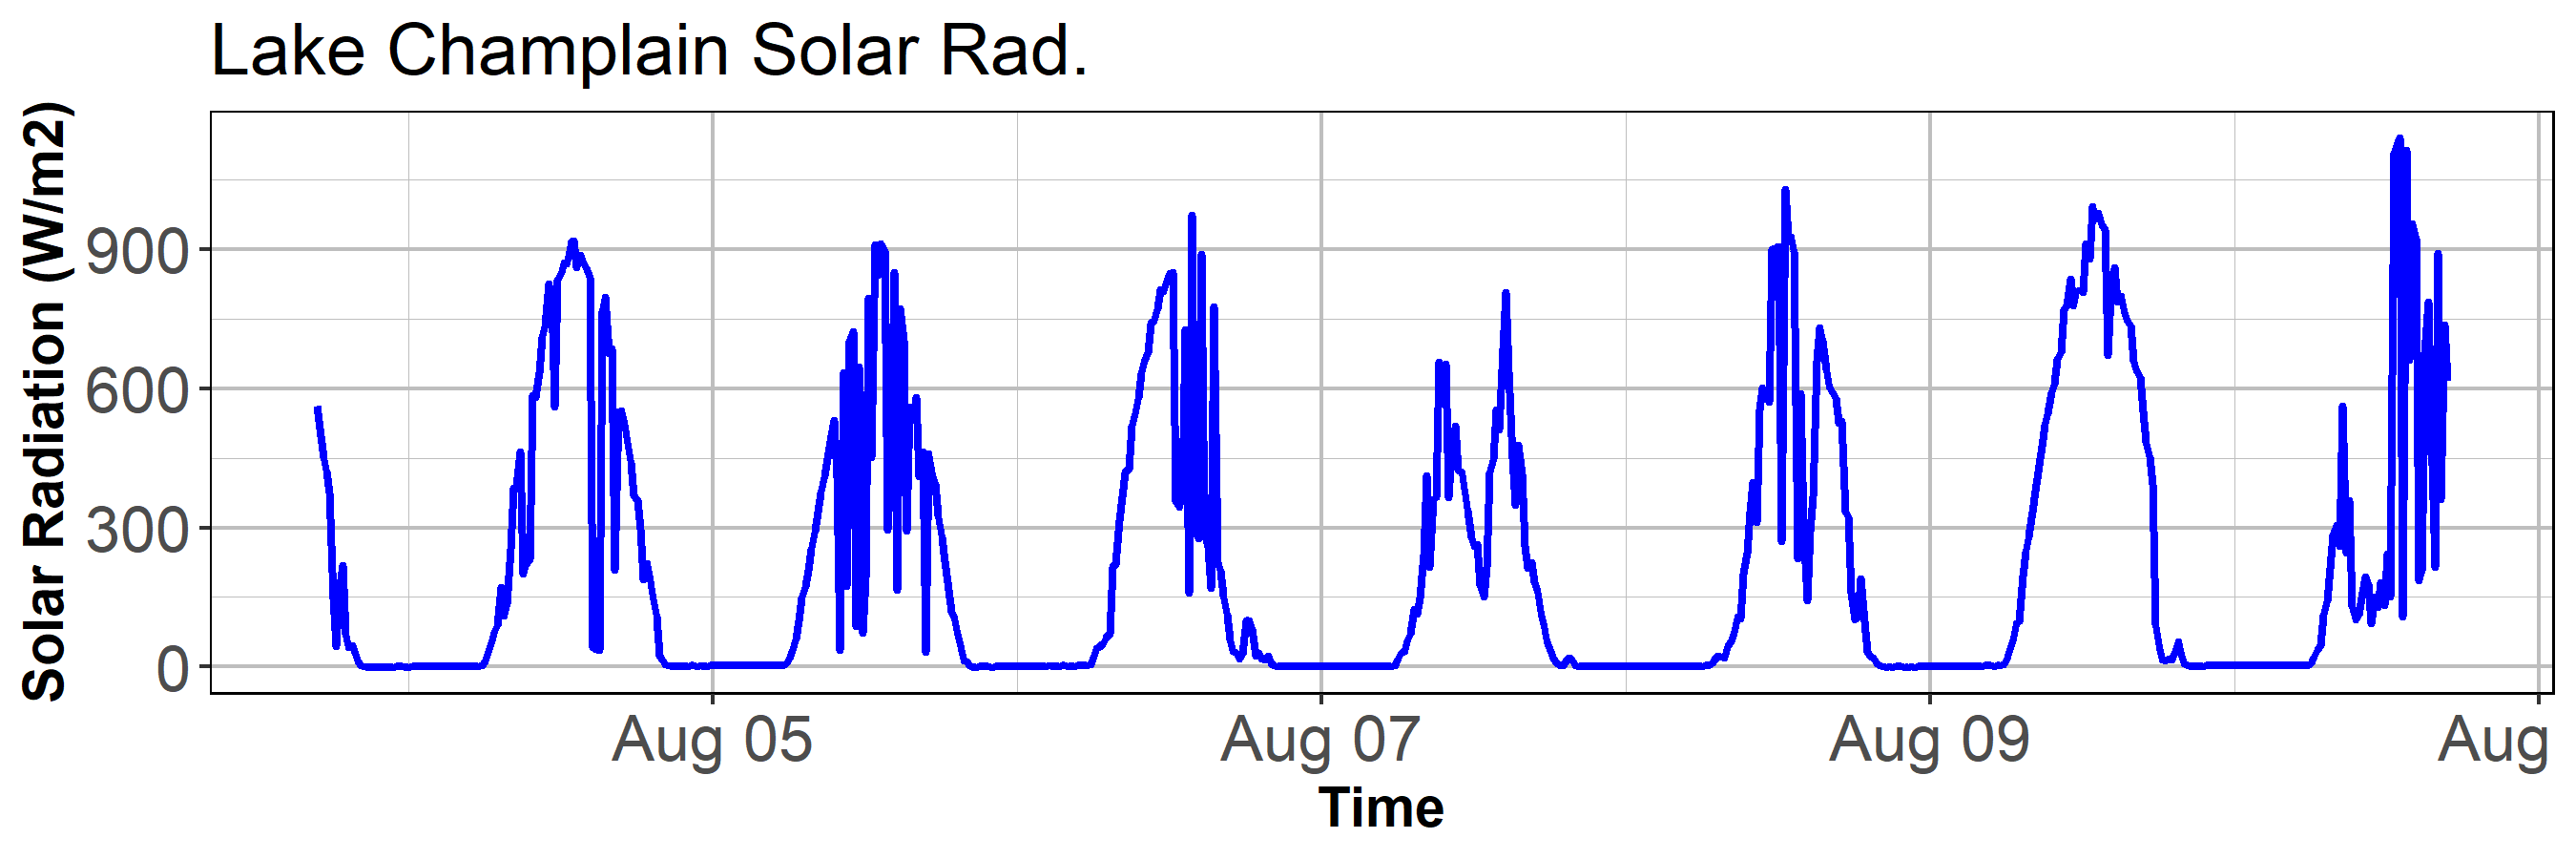 Lake Champlain Solar Rad.
Solar Radiation (W/m2)
900
600
300
0
Aug 05
Aug 07
Aug 09
Aug
Time